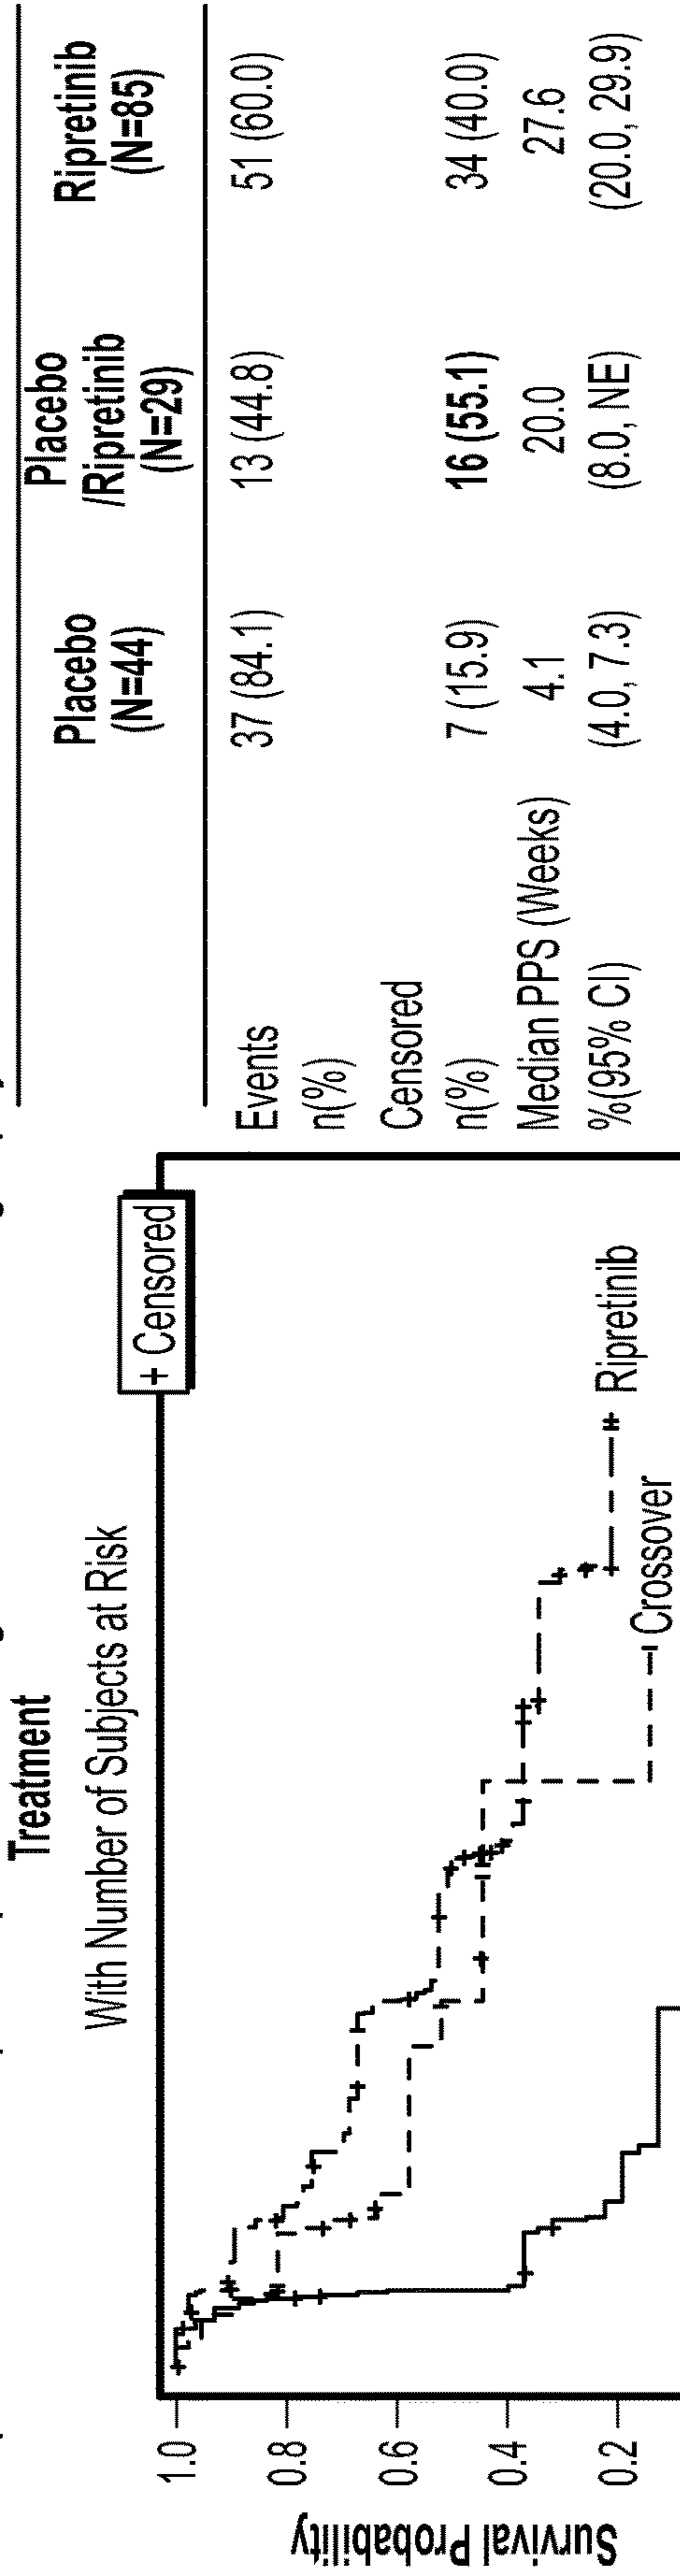 Treatment
With Number of Subjects at Risk
+ Censored
Survival Probability
1.0
0.8
0.6
0.4
0.2
Ripretinib
Crossover
Placebo
(N=44)
Placebo
/Ripretinib
(N=29)
Ripretinib
(N=85)
Events
n(%)
37 (84.1)
13 (44.8)
51 (60.0)
Censored
n(%)
7 (15.9)
16 (55.1)
34 (40.0)
Median PPS (Weeks)
4.1
20.0
27.6
%(95% CI)
(4.0, 7.3)
(8.0, NE)
(20.0, 29.9)